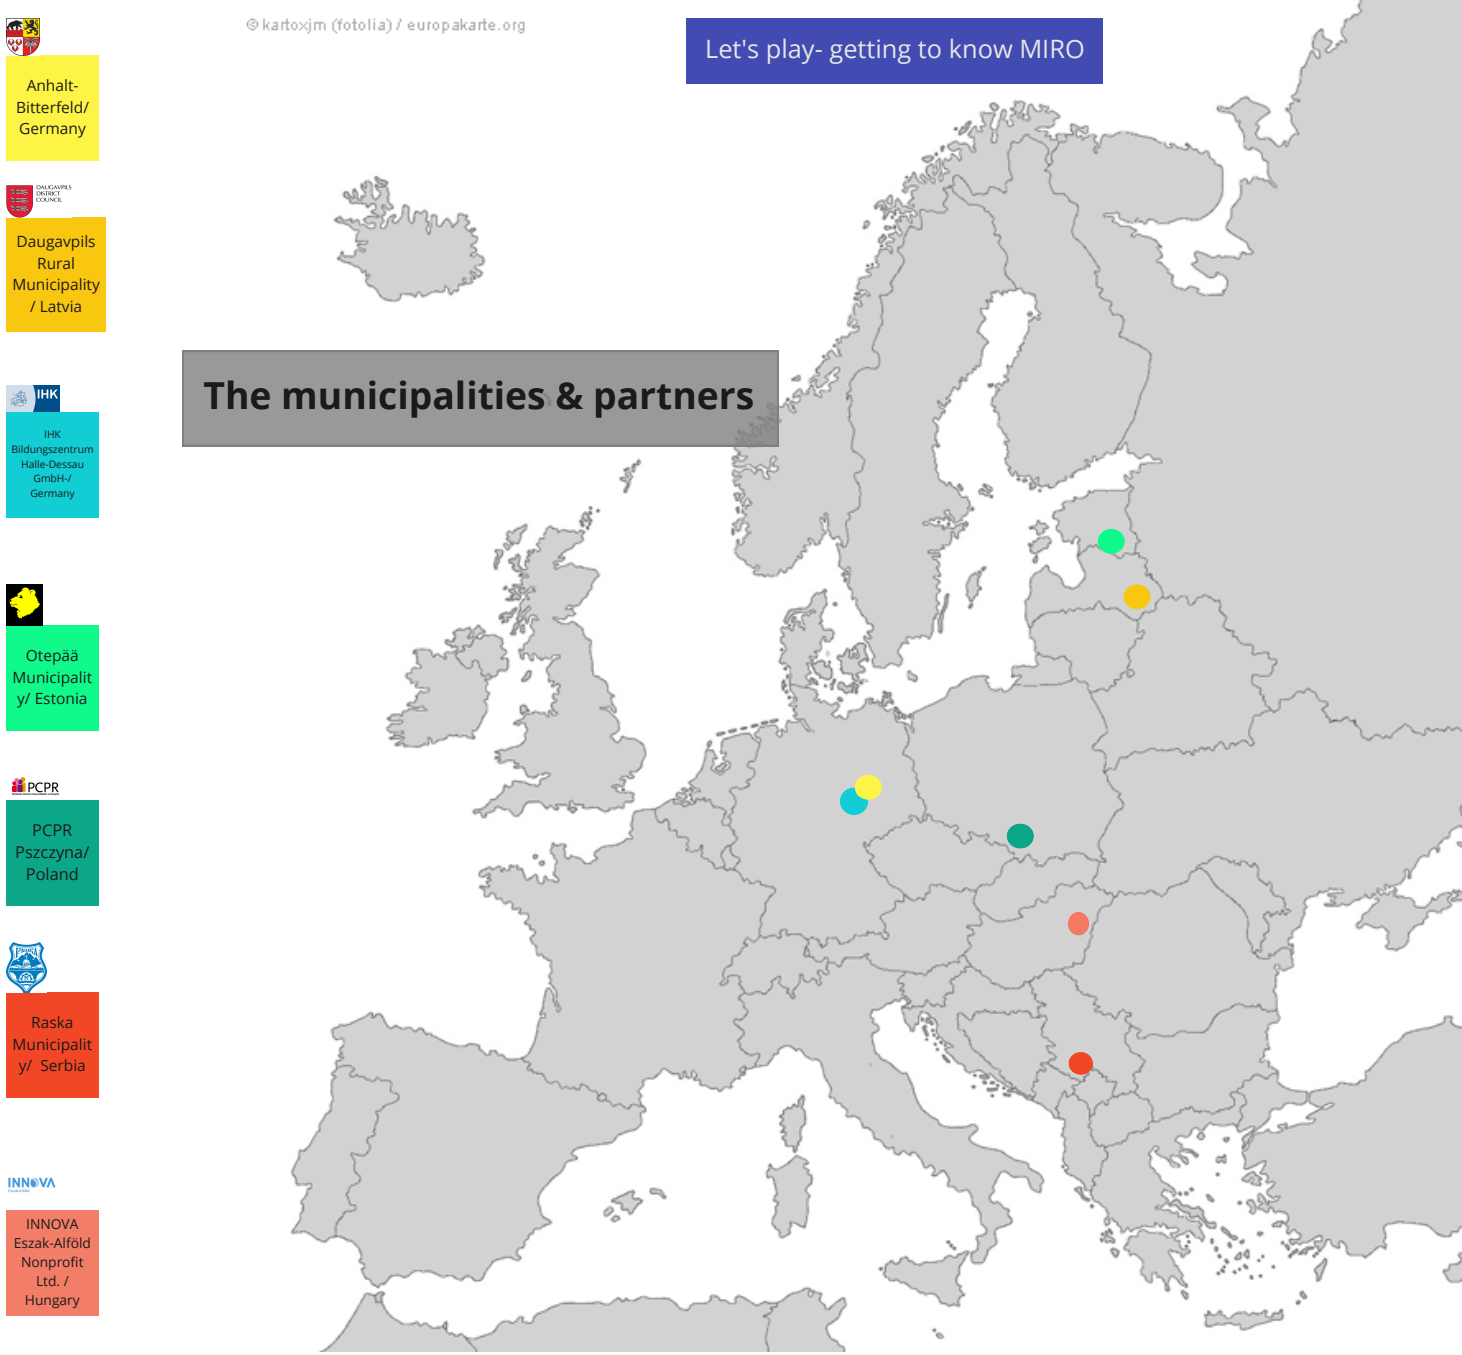 © kartoxjm (fotolia) / europakarte.org
Let's play- getting to know MIRO
The municipalities & partners
Anhalt-
Bitterfeld/
Germany
DAUGAVPILS
DISTRICT
COUNCIL
Daugavpils
Rural
Municipality
/ Latvia
IHK
IHK
Bildungszentrum
Halle-Dessau
GmbH-/
Germany
Otepää
Municipalit
y/ Estonia
PCPR
PCPR
Pszczyna/
Poland
Raska
Municipalit
y/  Serbia
INNOVA
INNOVA
Eszak-Alföld
Nonprofit
Ltd. /
Hungary